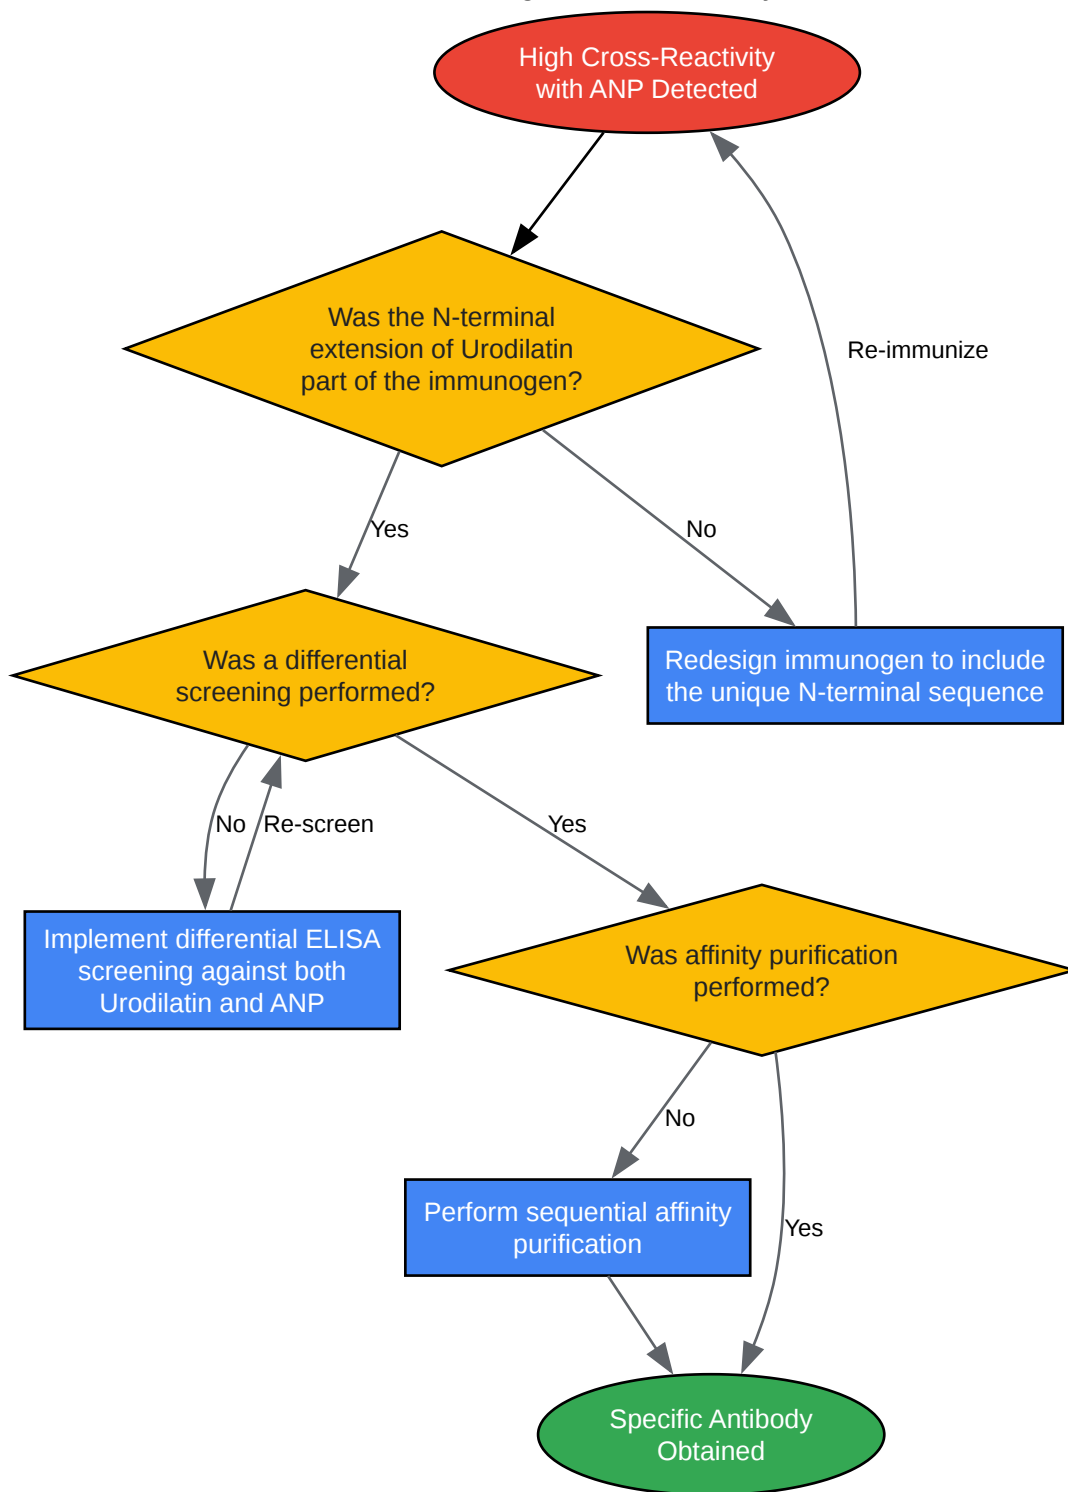 High Cross-Reactivity
with ANP Detected
Was the N-terminal
extension of Urodilatin
part of the immunogen?
Re-immunize
Yes
No
Was a differential
screening performed?
Redesign immunogen to include
the unique N-terminal sequence
No
Re-screen
Yes
Implement differential ELISA
screening against both
Urodilatin and ANP
Was affinity purification
performed?
No
Perform sequential affinity
purification
Yes
Specific Antibody
Obtained